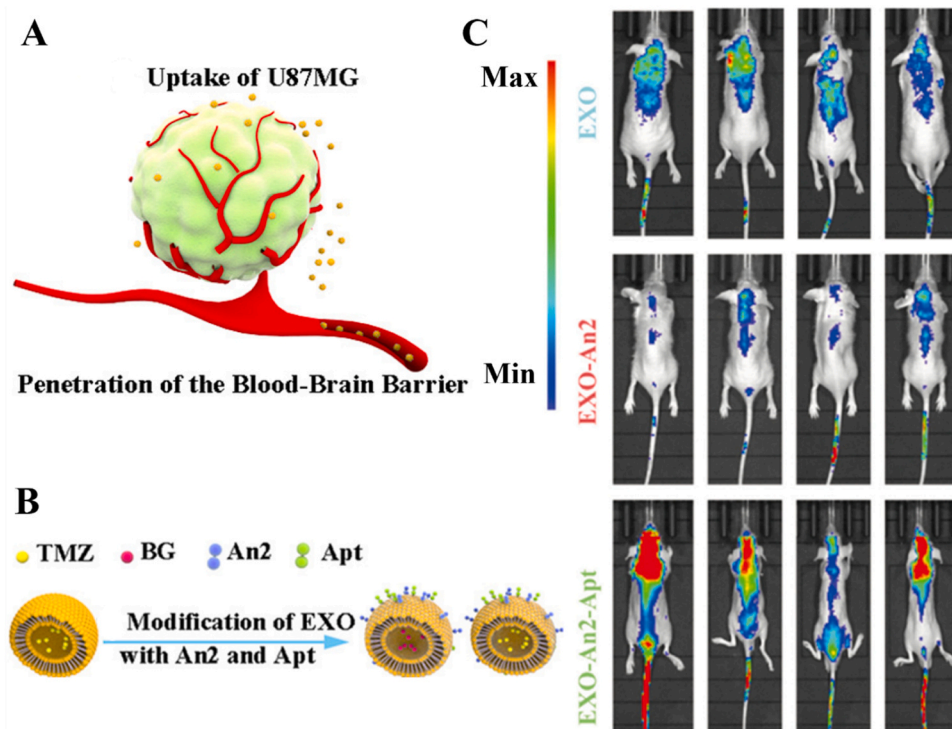 A
Uptake of U87MG
Penetration of the Blood-Brain Barrier
B
TMZ
BG
An2
Apt
Modification of EXO
with An2 and Apt
C
Max
Min
EXO
EXO-An2
EXO-An2-Apt